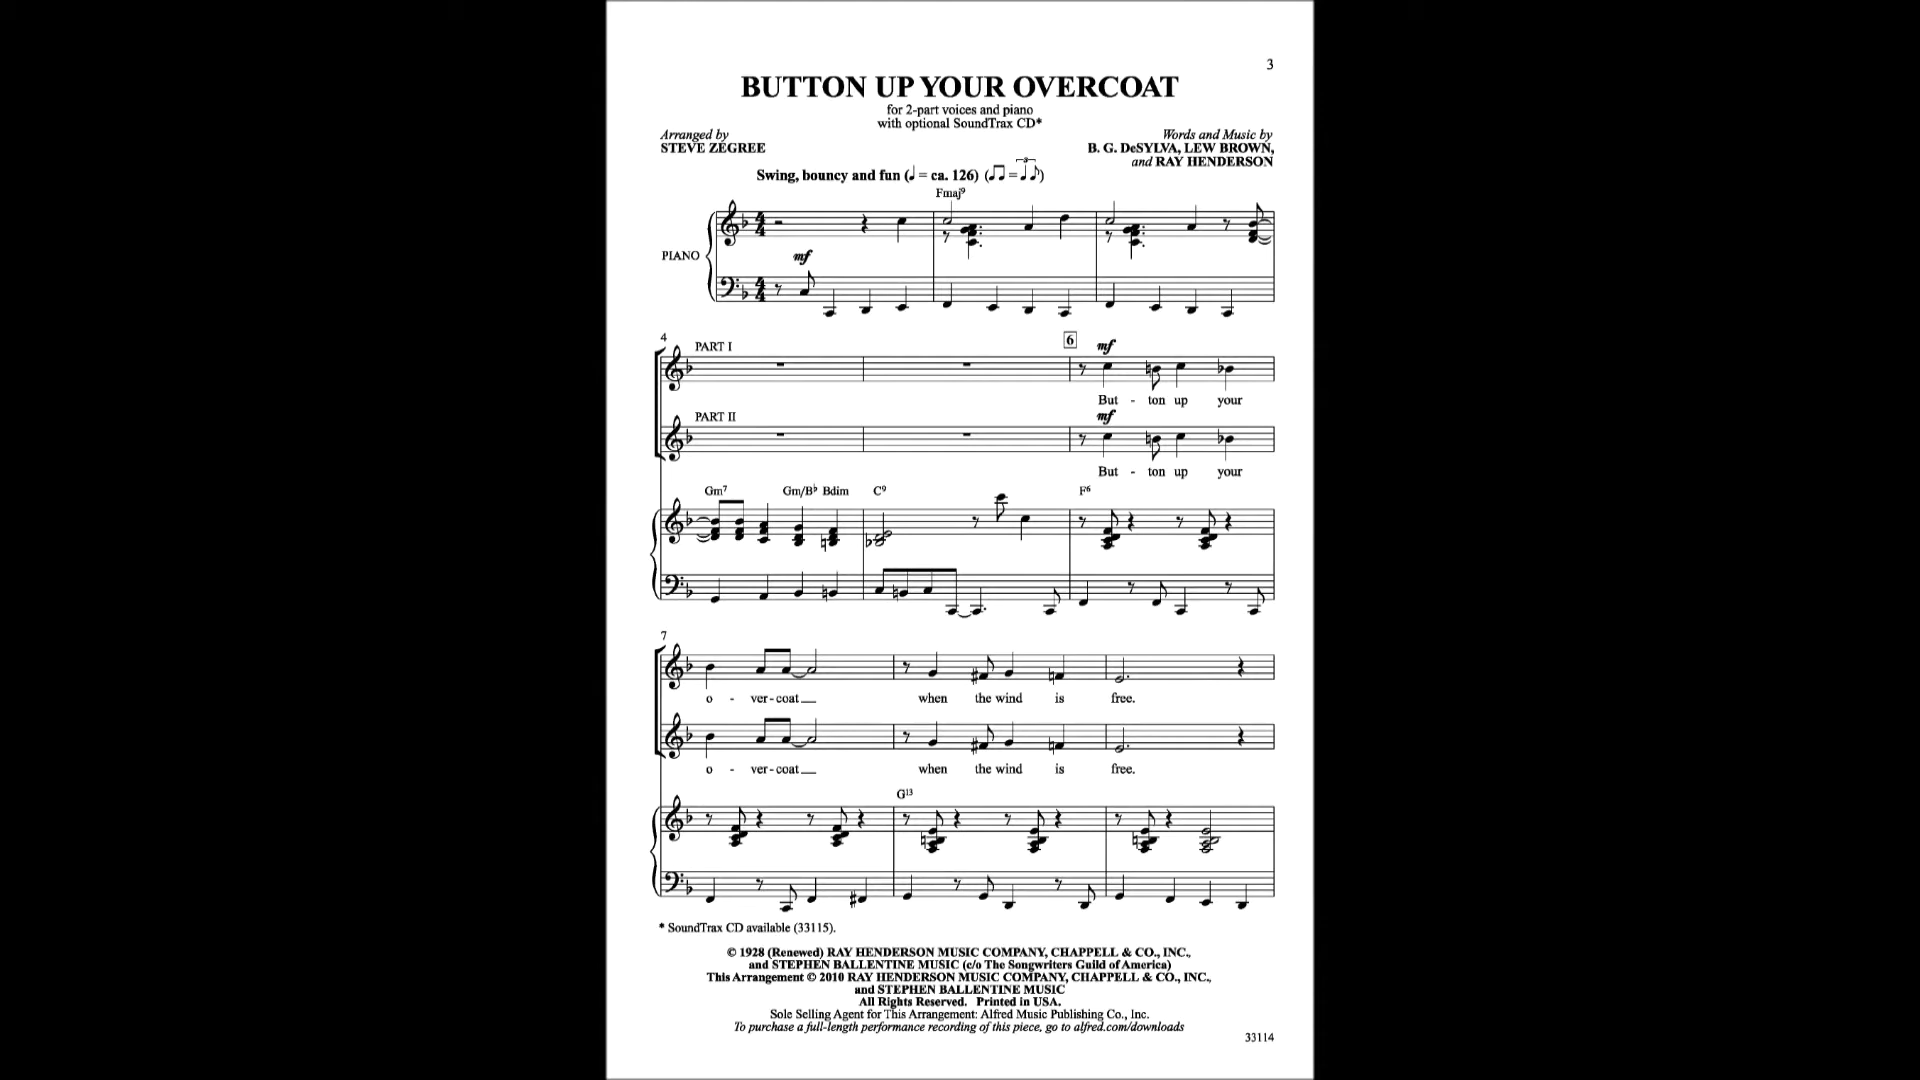 3
BUTTON UP YOUR OVERCOAT
for 2-part voices and piano
with optional SoundTrax CD*
Arranged by
STEVE ZEGREE
Words and Music by
B. G. DeSYLVA, LEW BROWN,
and RAY HENDERSON
Swing, bouncy and fun (♩ = ca. 126) (♫ = 3 ♩ ♪)
Fmaj9
PIANO
mf
4
PART I
6
mf
But - ton up your
PART II
mf
But - ton up your
Gm7 Gm/B♭ Bdim C9 F6
7
o - ver - coat when the wind is free.
o - ver - coat when the wind is free.
G13
* SoundTrax CD available (33115).
© 1928 (Renewed) RAY HENDERSON MUSIC COMPANY, CHAPPELL & CO., INC.,
and STEPHEN BALLENTINE MUSIC (c/o The Songwriters Guild of America)
This Arrangement © 2010 RAY HENDERSON MUSIC COMPANY, CHAPPELL & CO., INC.,
and STEPHEN BALLENTINE MUSIC
All Rights Reserved. Printed in USA.
Sole Selling Agent for This Arrangement: Alfred Music Publishing Co., Inc.
To purchase a full-length performance recording of this piece, go to alfred.com/downloads
33114